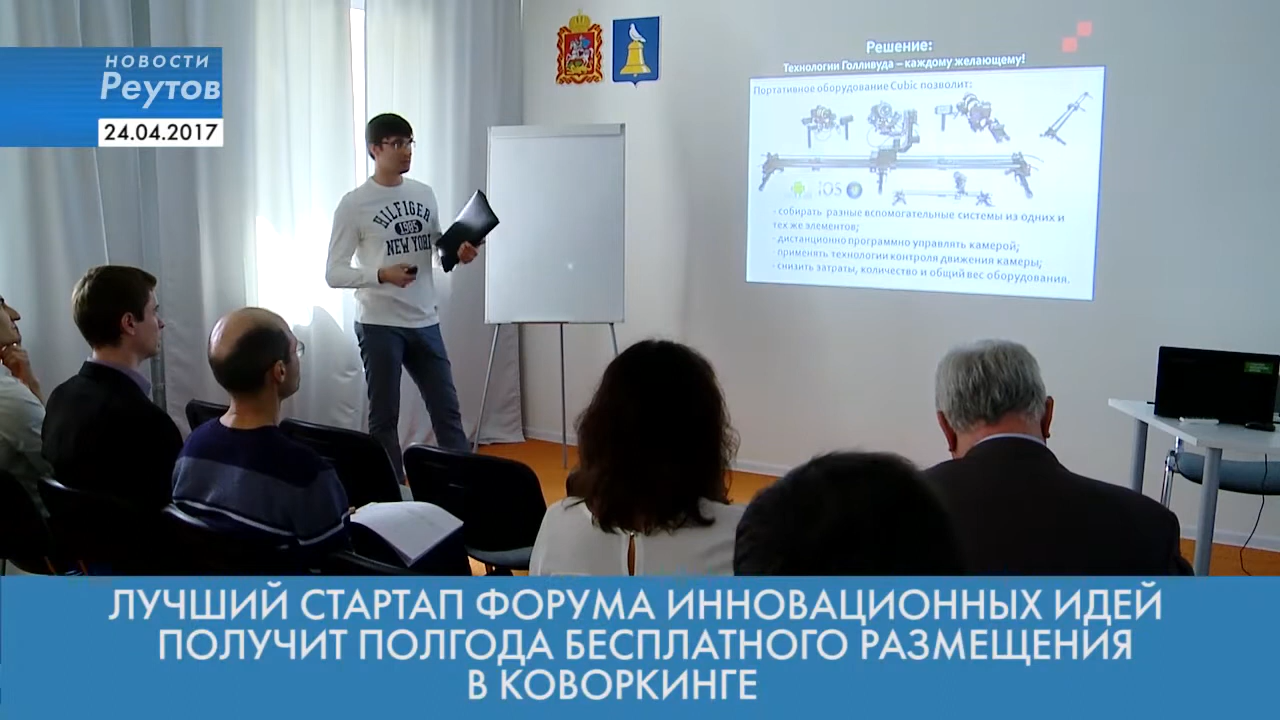 НОВОСТИ
Реутов
24.04.2017
HILFIGER
1985
NEW YORK
Решение:
Технологии Голливуда – каждому желающему!
Портативное оборудование Cubic позволит:
iOS
- собирать разные вспомогательные системы из одних и
тех же элементов;
- дистанционно программно управлять камерой;
- применять технологии контроля движения камеры;
- снизить затраты, количество и общий вес оборудования.
ЛУЧШИЙ СТАРТАП ФОРУМА ИННОВАЦИОННЫХ ИДЕЙ
ПОЛУЧИТ ПОЛГОДА БЕСПЛАТНОГО РАЗМЕЩЕНИЯ
В КОВОРКИНГЕ